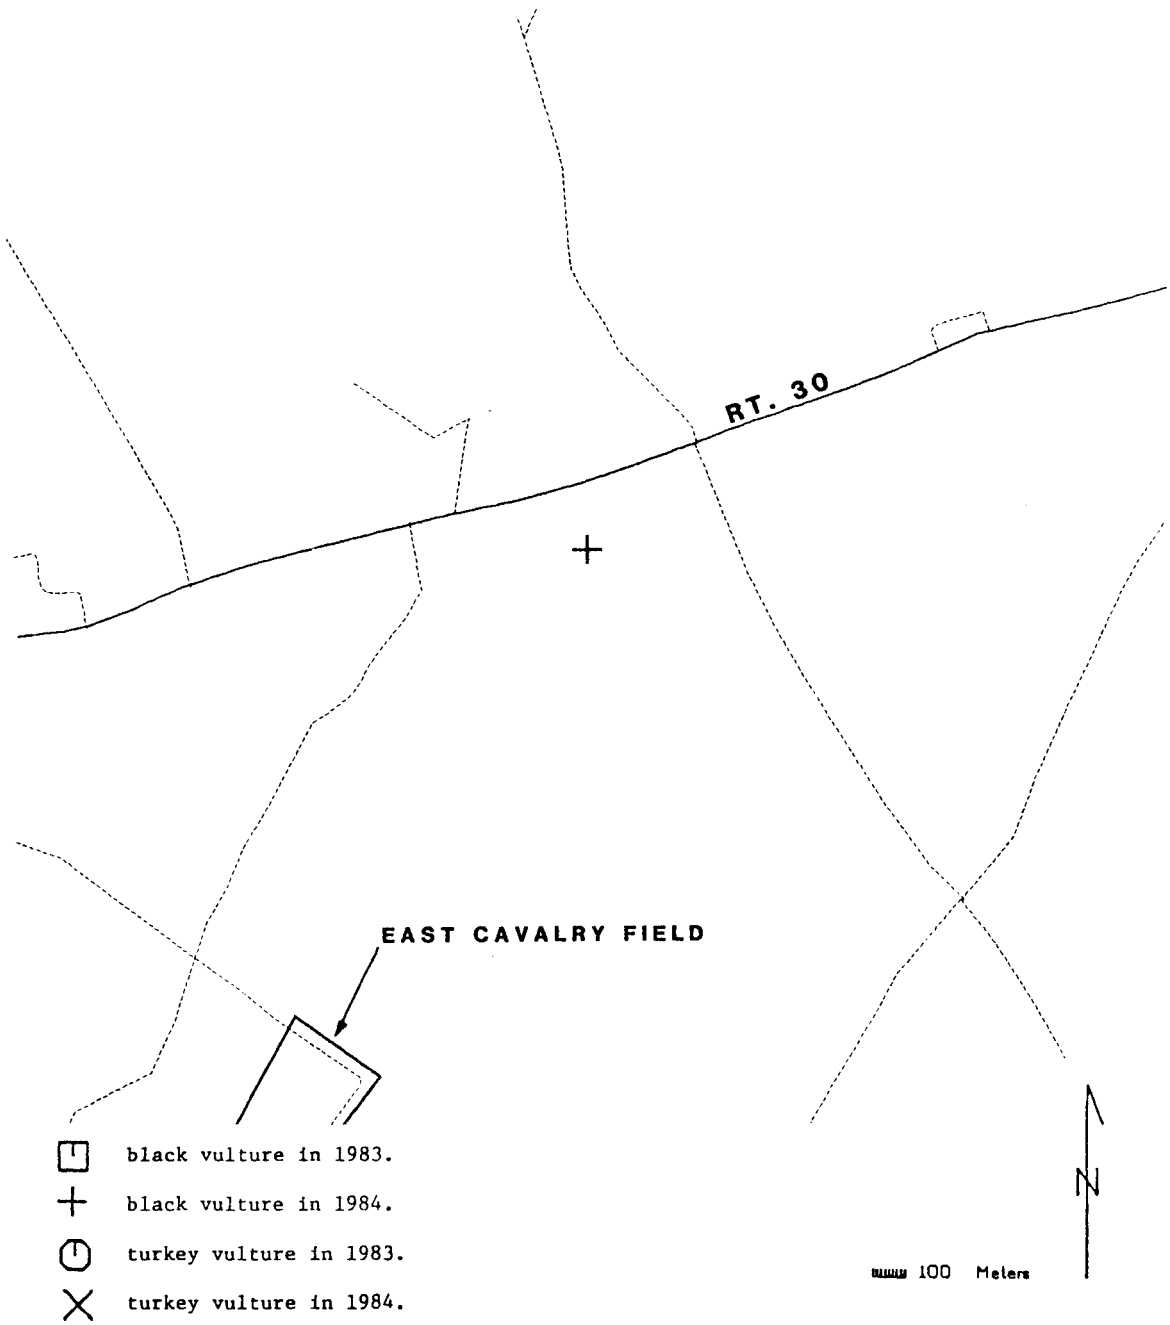 RT. 30
EAST CAVALRY FIELD
black vulture in 1983.
black vulture in 1984.
turkey vulture in 1983.
turkey vulture in 1984.
N
100 Meters